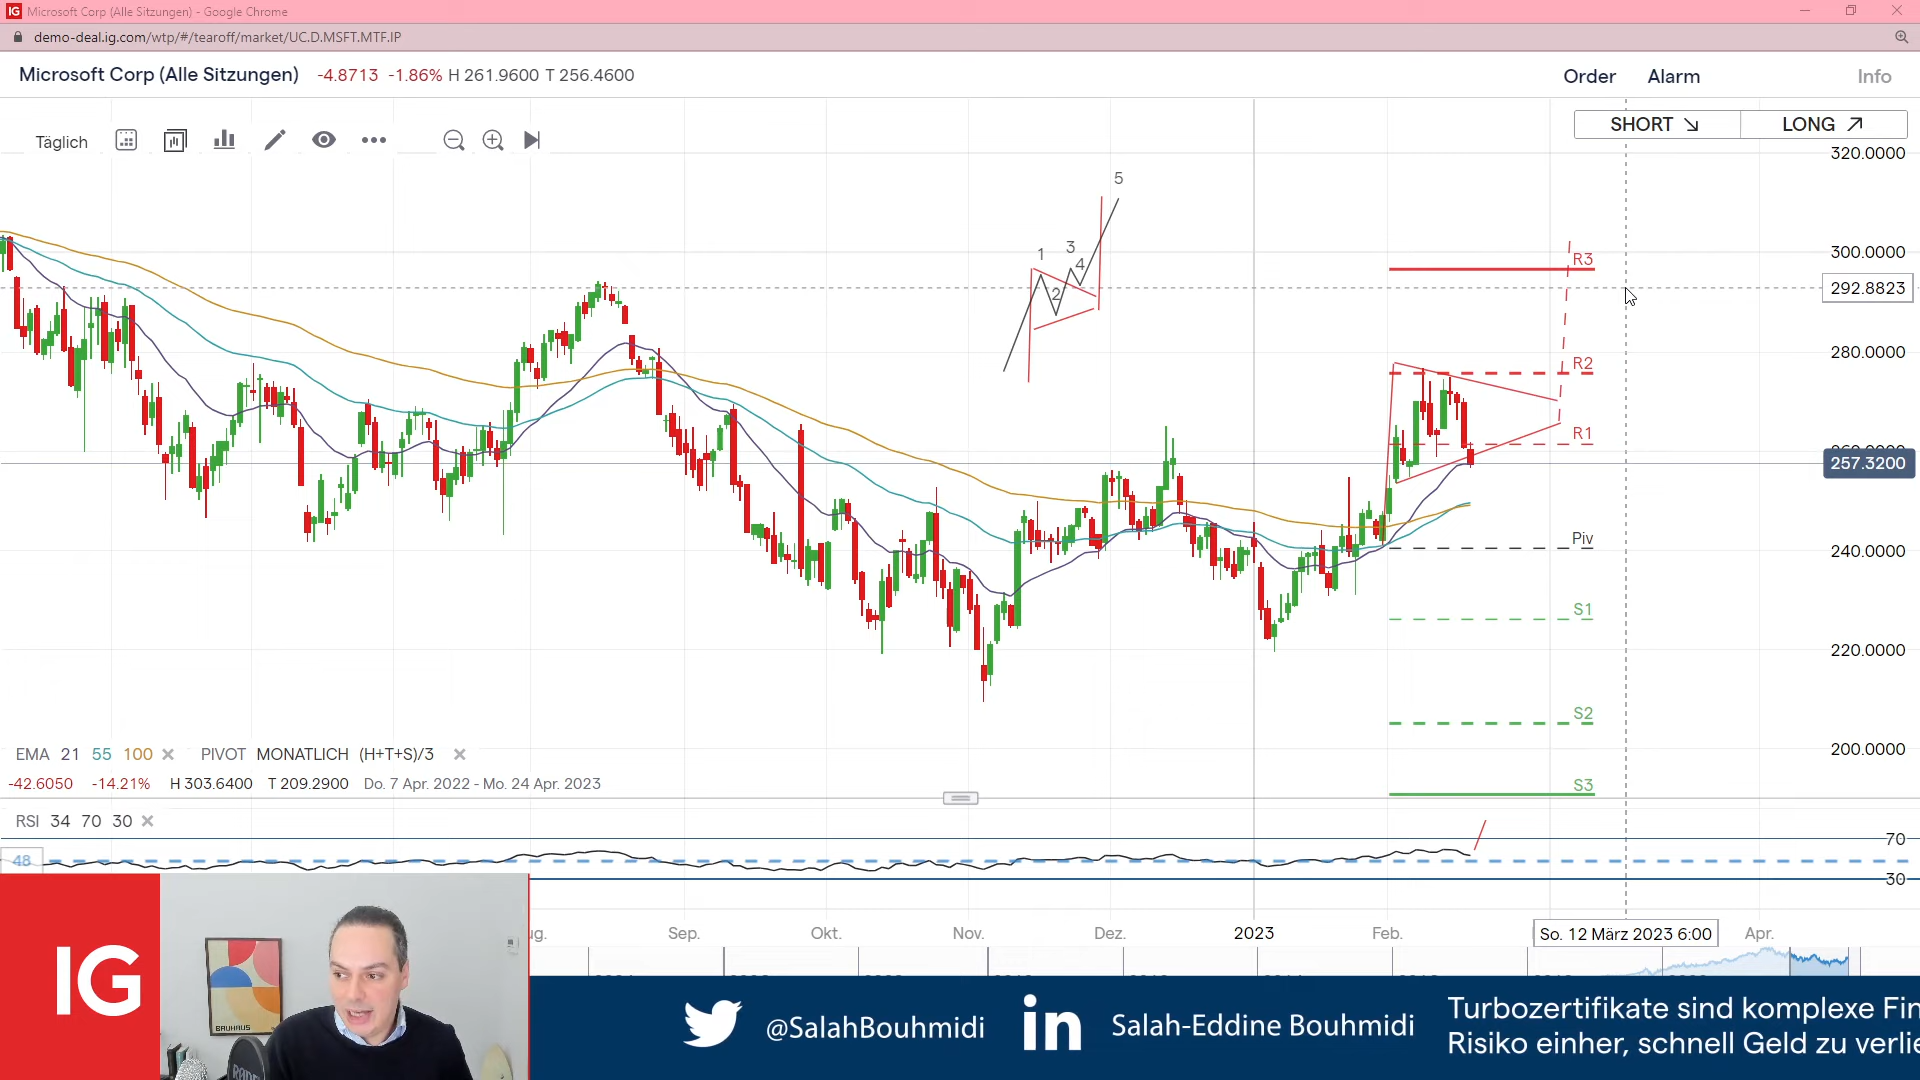 IG Microsoft Corp (Alle Sitzungen) - Google Chrome
demo-deal.ig.com/wtp/#/tearoff/market/UC.D.MSFT.MTF.IP
Microsoft Corp (Alle Sitzungen) -4.8713 -1.86% H 261.9600 T 256.4600
Order Alarm Info
Täglich
SHORT LONG
320.0000
5
1 3
4
2
300.0000
R3
292.8823
280.0000
R2
R1
257.3200
Piv
240.0000
S1
220.0000
S2
200.0000
EMA 21 55 100 PIVOT MONATLICH (H+T+S)/3
-42.6050 -14.21% H 303.6400 T 209.2900 Do. 7 Apr. 2022 - Mo. 24 Apr. 2023
S3
RSI 34 70 30
70
48
30
ug. Sep. Okt. Nov. Dez. 2023 Feb. So. 12 März 2023 6:00 Apr.
IG
BAUHAUS
@SalahBouhmidi
in Salah-Eddine Bouhmidi
Turbozertifikate sind komplexe Fin
Risiko einher, schnell Geld zu verlie